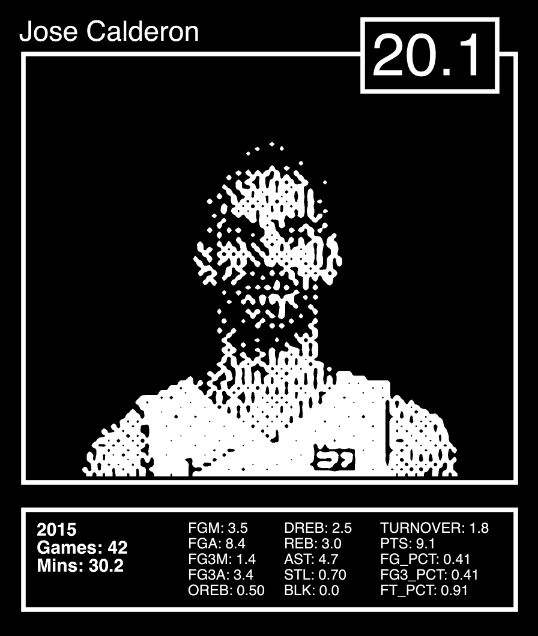 Jose Calderon
20.1
2015
Games: 42
Mins: 30.2
FGM: 3.5
FGA: 8.4
FG3M: 1.4
FG3A: 3.4
OREB: 0.50
DREB: 2.5
REB: 3.0
AST: 4.7
STL: 0.70
BLK: 0.0
TURNOVER: 1.8
PTS: 9.1
FG_PCT: 0.41
FG3_PCT: 0.41
FT_PCT: 0.91